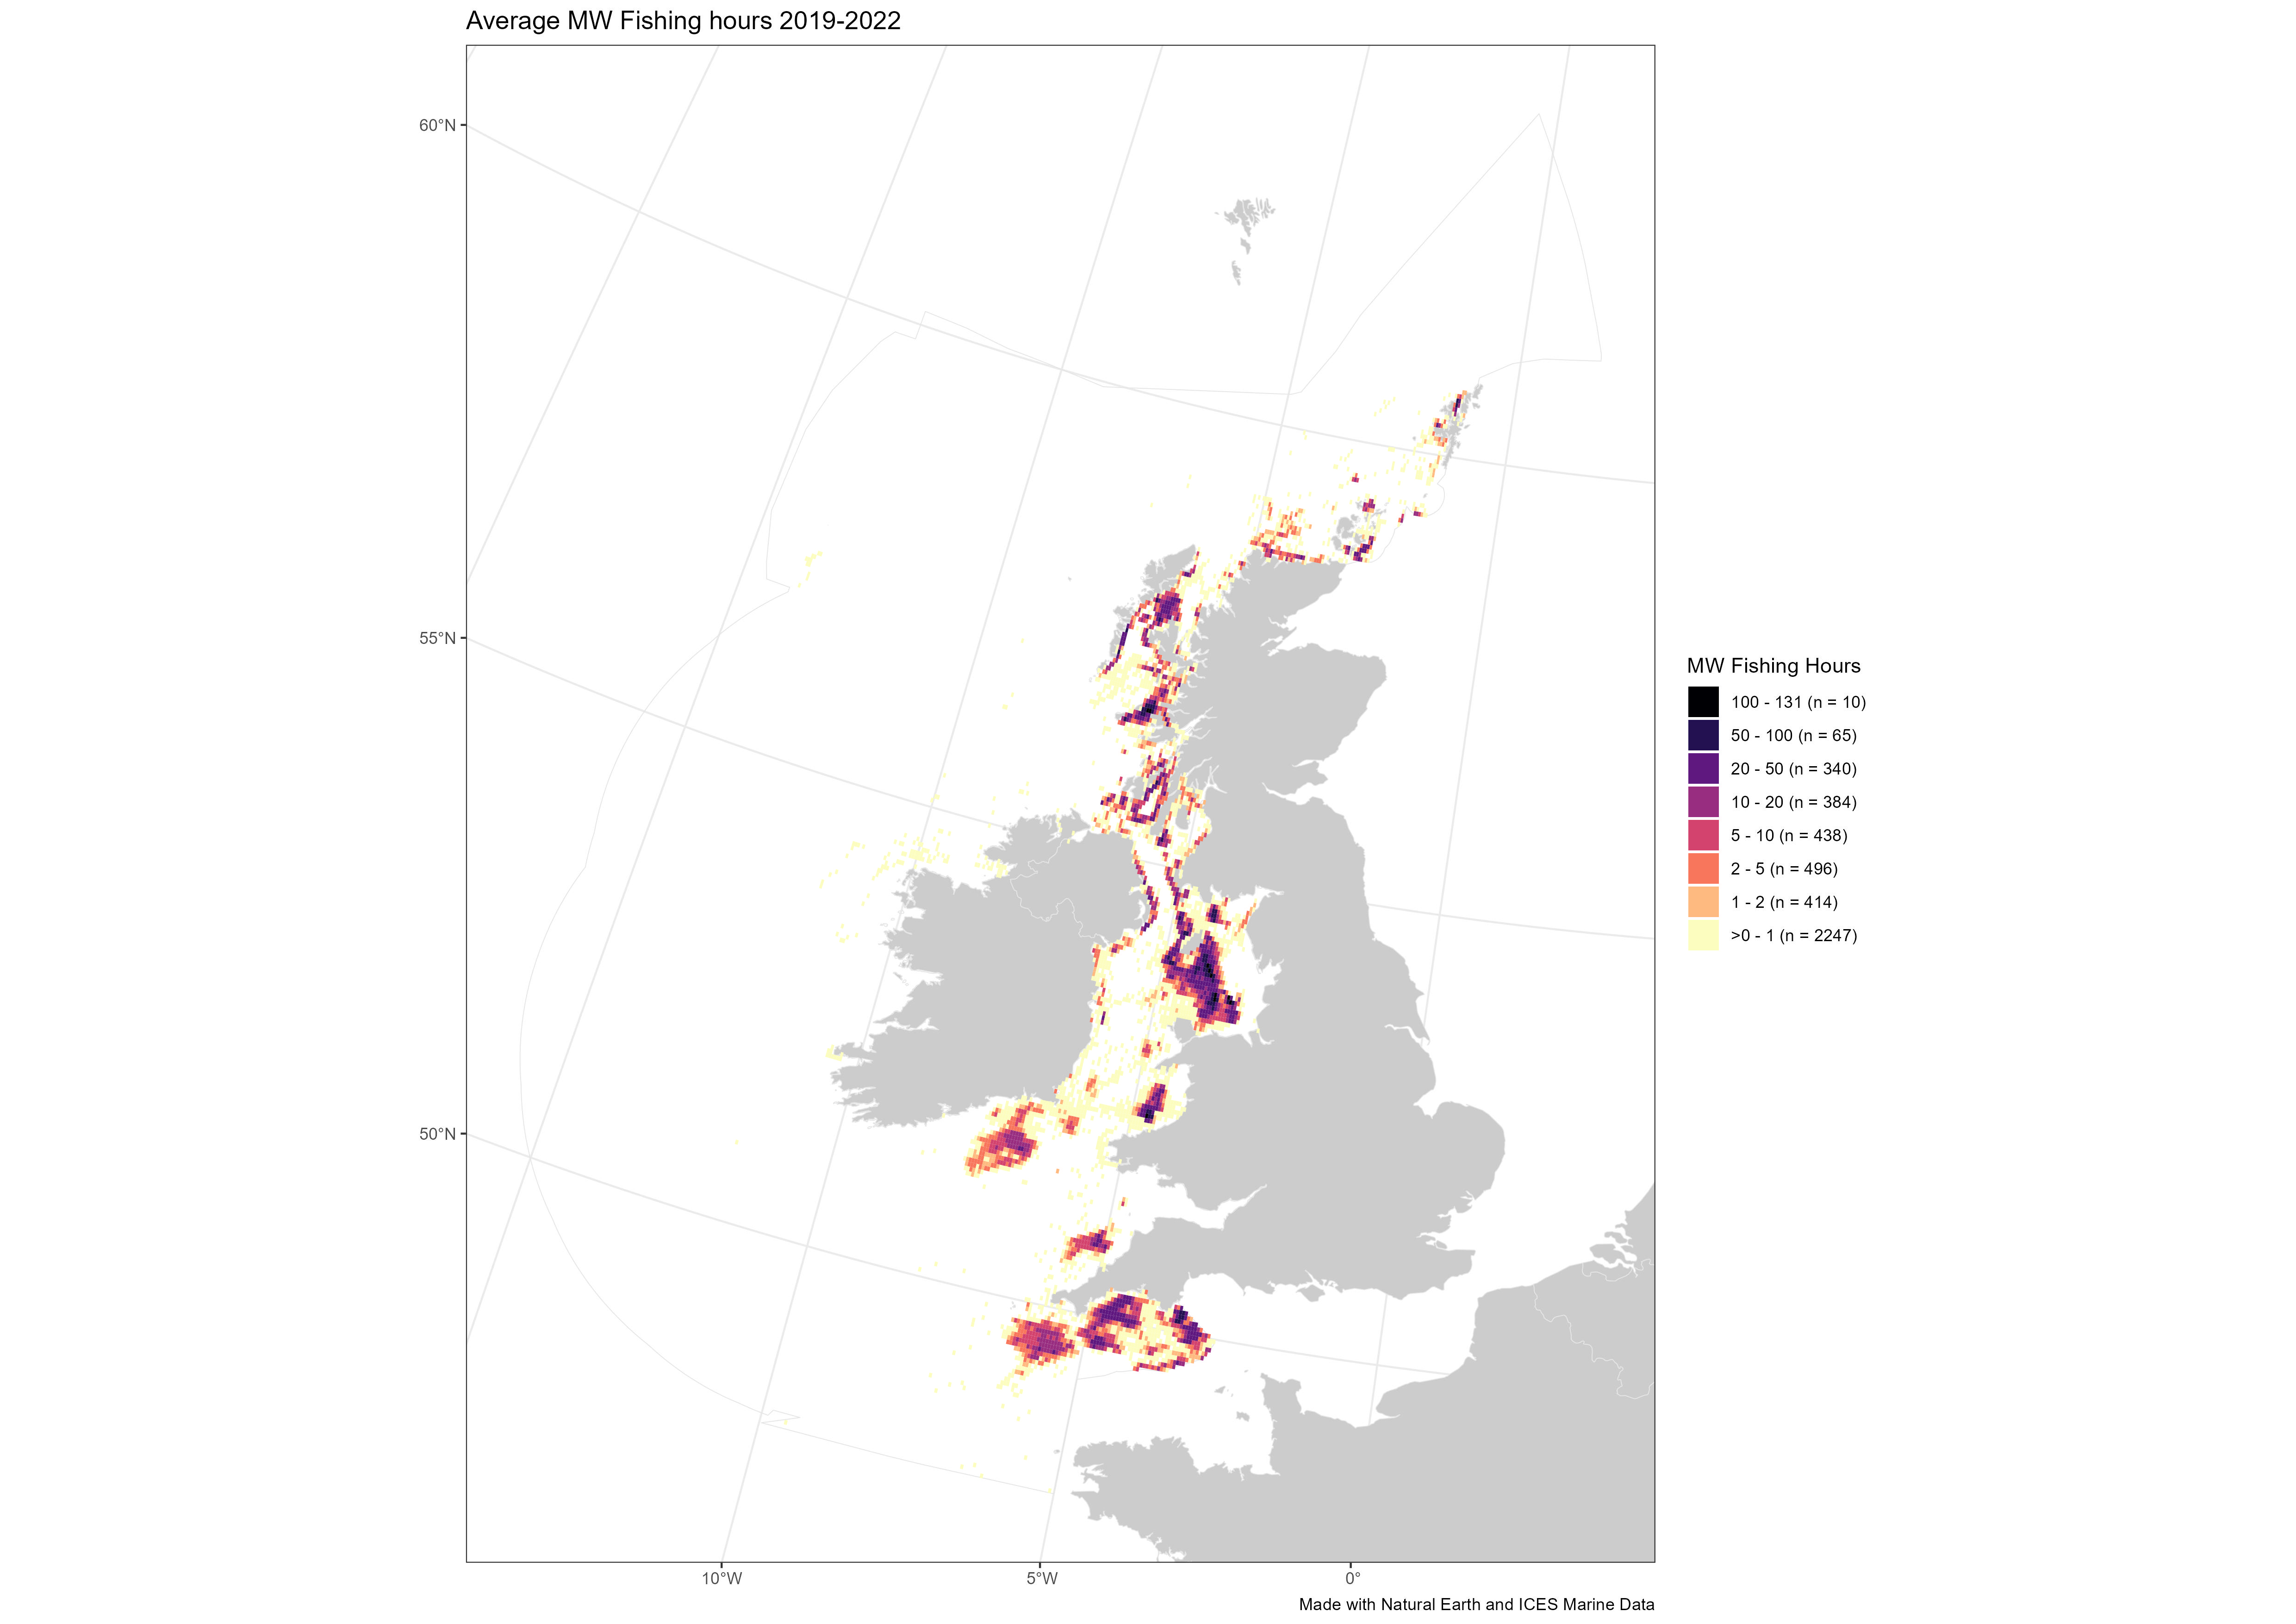 Average MW Fishing hours 2019-2022
60°N
55°N
50°N
10°W
5°W
0°
MW Fishing Hours
100 - 131 (n = 10)
50 - 100 (n = 65)
20 - 50 (n = 340)
10 - 20 (n = 384)
5 - 10 (n = 438)
2 - 5 (n = 496)
1 - 2 (n = 414)
>0 - 1 (n = 2247)
Made with Natural Earth and ICES Marine Data